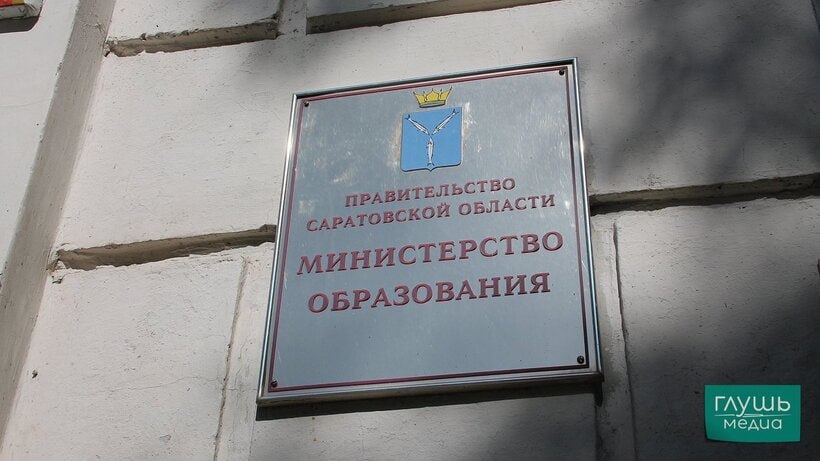 ПРАВИТЕЛЬСТВО
САРАТОВСКОЙ ОБЛАСТИ
МИНИСТЕРСТВО
ОБРАЗОВАНИЯ
глушь
медиа